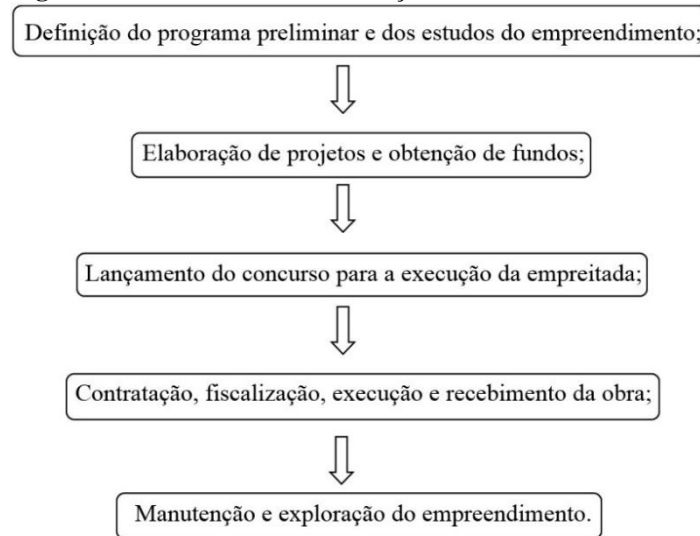 Definição do programa preliminar e dos estudos do empreendimento;
Elaboração de projetos e obtenção de fundos;
Lançamento do concurso para a execução da empreitada;
Contratação, fiscalização, execução e recebimento da obra;
Manutenção e exploração do empreendimento.